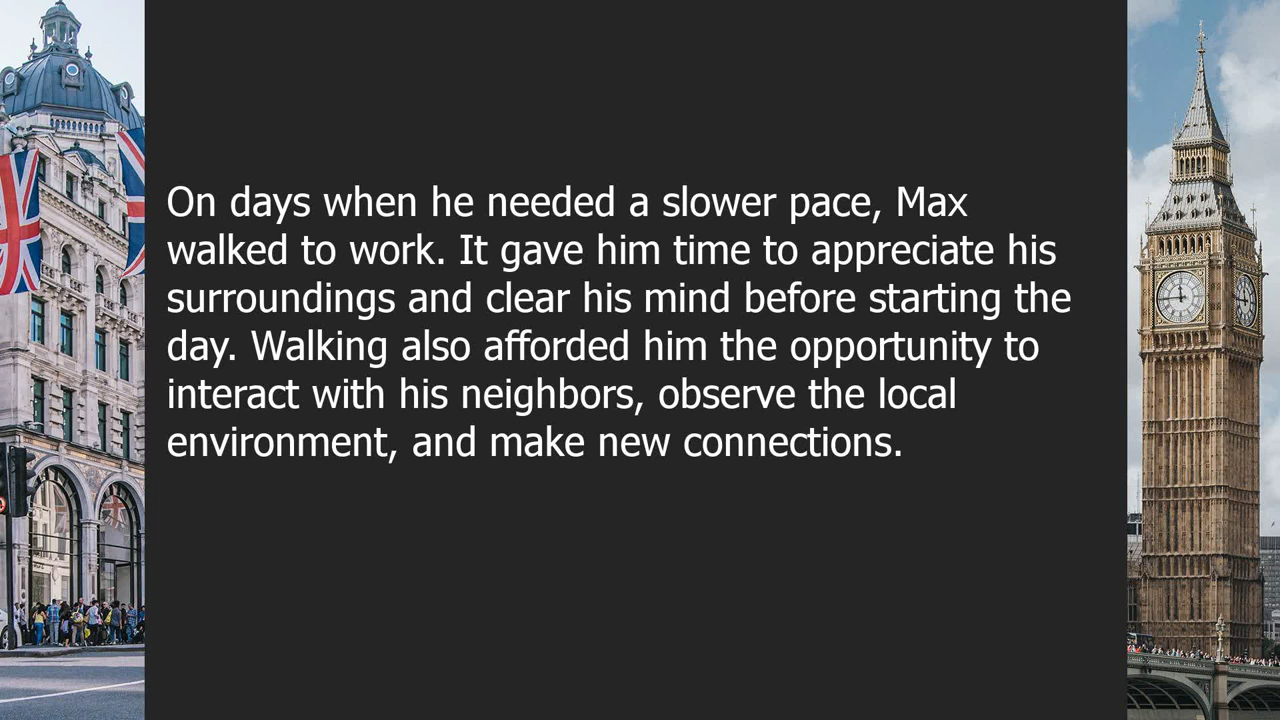 On days when he needed a slower pace, Max
walked to work. It gave him time to appreciate his
surroundings and clear his mind before starting the
day. Walking also afforded him the opportunity to
interact with his neighbors, observe the local
environment, and make new connections.